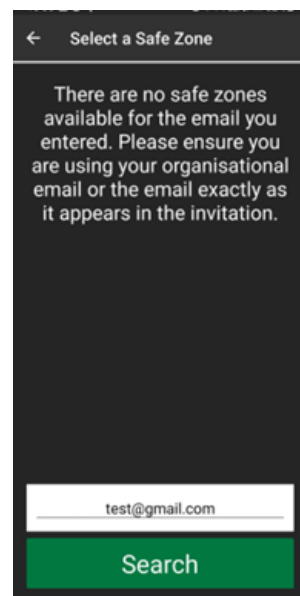 Select a Safe Zone
There are no safe zones
available for the email you
entered. Please ensure you
are using your organisational
email or the email exactly as
it appears in the invitation.
test@gmail.com
Search